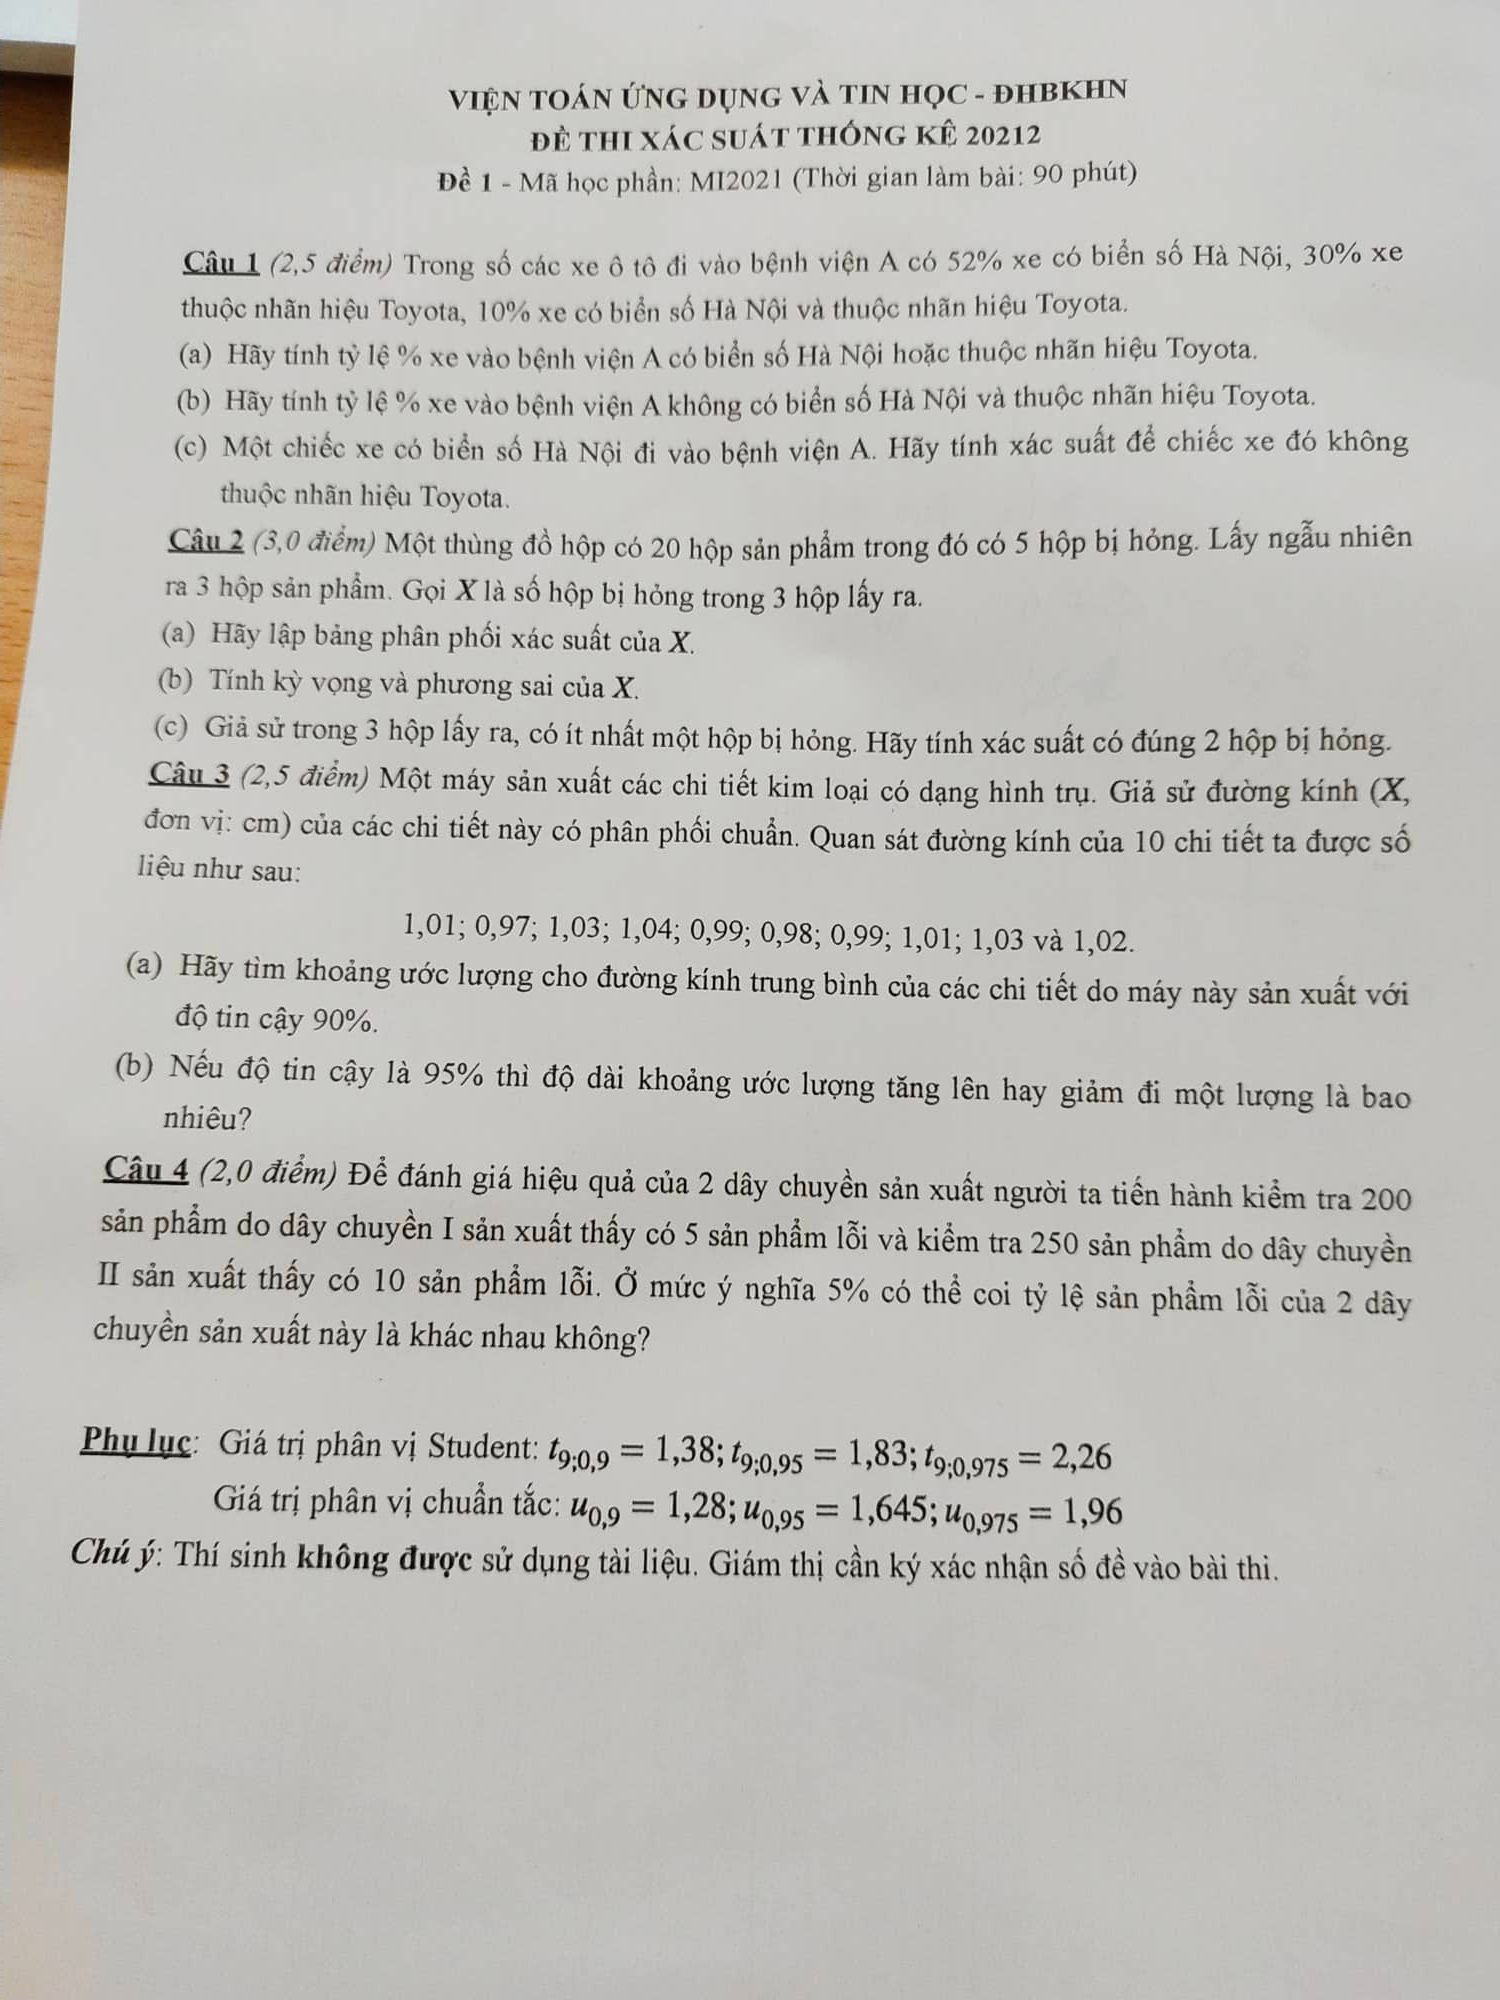 VIỆN TOÁN ỨNG DỤNG VÀ TIN HỌC - ĐHBKHN
ĐỀ THI XÁC SUẤT THỐNG KÊ 20212
Đề 1 - Mã học phần: MI2021 (Thời gian làm bài: 90 phút)
Câu 1 (2,5 điểm) Trong số các xe ô tô đi vào bệnh viện A có 52% xe có biển số Hà Nội, 30% xe
thuộc nhãn hiệu Toyota, 10% xe có biển số Hà Nội và thuộc nhãn hiệu Toyota.
(a) Hãy tính tỷ lệ % xe vào bệnh viện A có biển số Hà Nội hoặc thuộc nhãn hiệu Toyota.
(b) Hãy tính tỷ lệ % xe vào bệnh viện A không có biển số Hà Nội và thuộc nhãn hiệu Toyota.
(c) Một chiếc xe có biển số Hà Nội đi vào bệnh viện A. Hãy tính xác suất để chiếc xe đó không
thuộc nhãn hiệu Toyota.
Câu 2 (3,0 điểm) Một thùng đồ hộp có 20 hộp sản phẩm trong đó có 5 hộp bị hỏng. Lấy ngẫu nhiên
ra 3 hộp sản phẩm. Gọi X là số hộp bị hỏng trong 3 hộp lấy ra.
(a) Hãy lập bảng phân phối xác suất của X.
(b) Tính kỳ vọng và phương sai của X.
(c) Giả sử trong 3 hộp lấy ra, có ít nhất một hộp bị hỏng. Hãy tính xác suất có đúng 2 hộp bị hỏng.
Câu 3 (2,5 điểm) Một máy sản xuất các chi tiết kim loại có dạng hình trụ. Giả sử đường kính (X,
đơn vị: cm) của các chi tiết này có phân phối chuẩn. Quan sát đường kính của 10 chi tiết ta được số
liệu như sau:
1,01; 0,97; 1,03; 1,04; 0,99; 0,98; 0,99; 1,01; 1,03 và 1,02.
(a) Hãy tìm khoảng ước lượng cho đường kính trung bình của các chi tiết do máy này sản xuất với
độ tin cậy 90%.
(b) Nếu độ tin cậy là 95% thì độ dài khoảng ước lượng tăng lên hay giảm đi một lượng là bao
nhiêu?
Câu 4 (2,0 điểm) Để đánh giá hiệu quả của 2 dây chuyền sản xuất người ta tiến hành kiểm tra 200
sản phẩm do dây chuyền I sản xuất thấy có 5 sản phẩm lỗi và kiểm tra 250 sản phẩm do dây chuyền
II sản xuất thấy có 10 sản phẩm lỗi. Ở mức ý nghĩa 5% có thể coi tỷ lệ sản phẩm lỗi của 2 dây
chuyền sản xuất này là khác nhau không?
Phụ lục: Giá trị phân vị Student: t9;0,9 = 1,38; t9;0,95 = 1,83; t9;0,975 = 2,26
Giá trị phân vị chuẩn tắc: u0,9 = 1,28; u0,95 = 1,645; u0,975 = 1,96
Chú ý: Thí sinh không được sử dụng tài liệu. Giám thị cần ký xác nhận số đề vào bài thi.